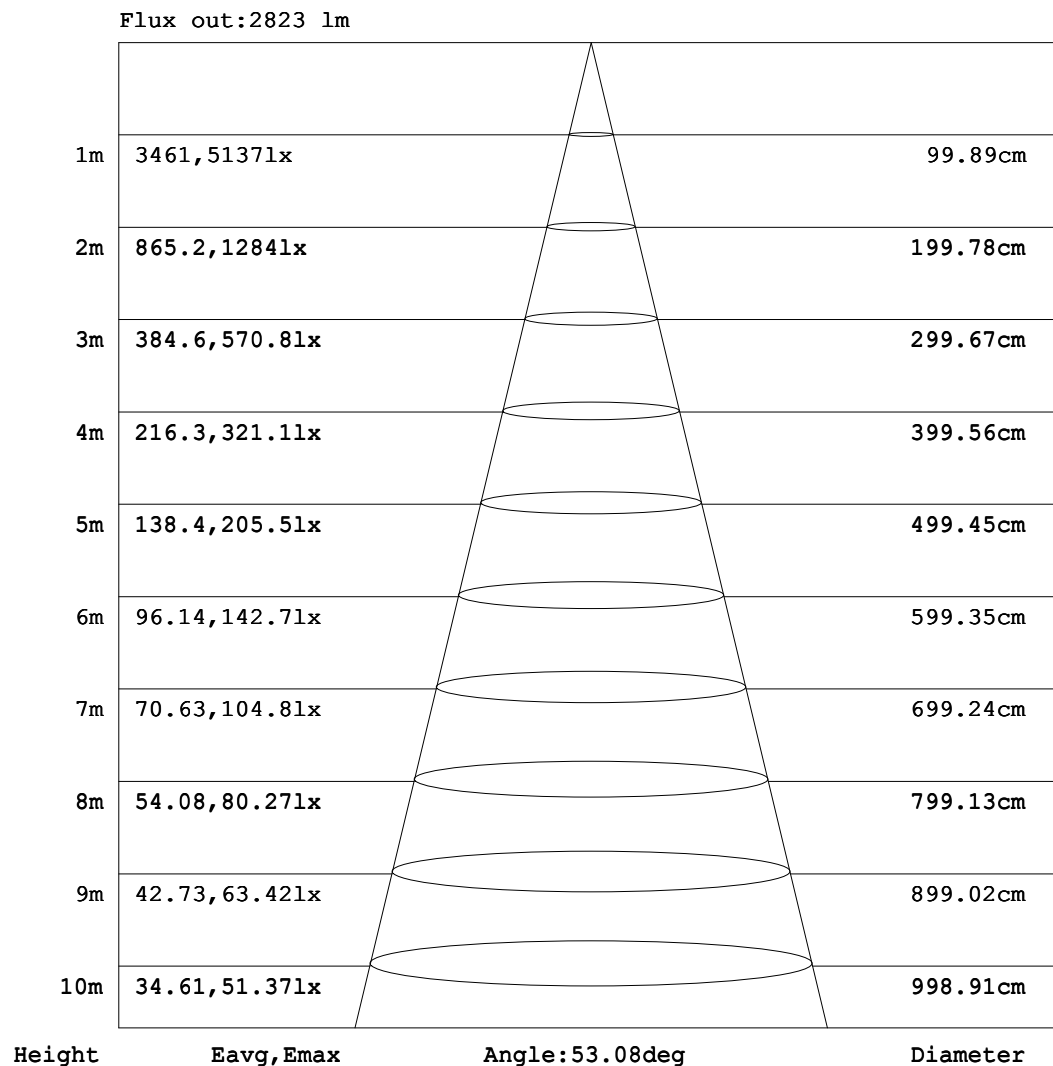 Flux out:2823 lm
1m 3461,5137lx 99.89cm
2m 865.2,1284lx 199.78cm
3m 384.6,570.8lx 299.67cm
4m 216.3,321.1lx 399.56cm
5m 138.4,205.5lx 499.45cm
6m 96.14,142.7lx 599.35cm
7m 70.63,104.8lx 699.24cm
8m 54.08,80.27lx 799.13cm
9m 42.73,63.42lx 899.02cm
10m 34.61,51.37lx 998.91cm
Height Eavg,Emax Angle:53.08deg Diameter